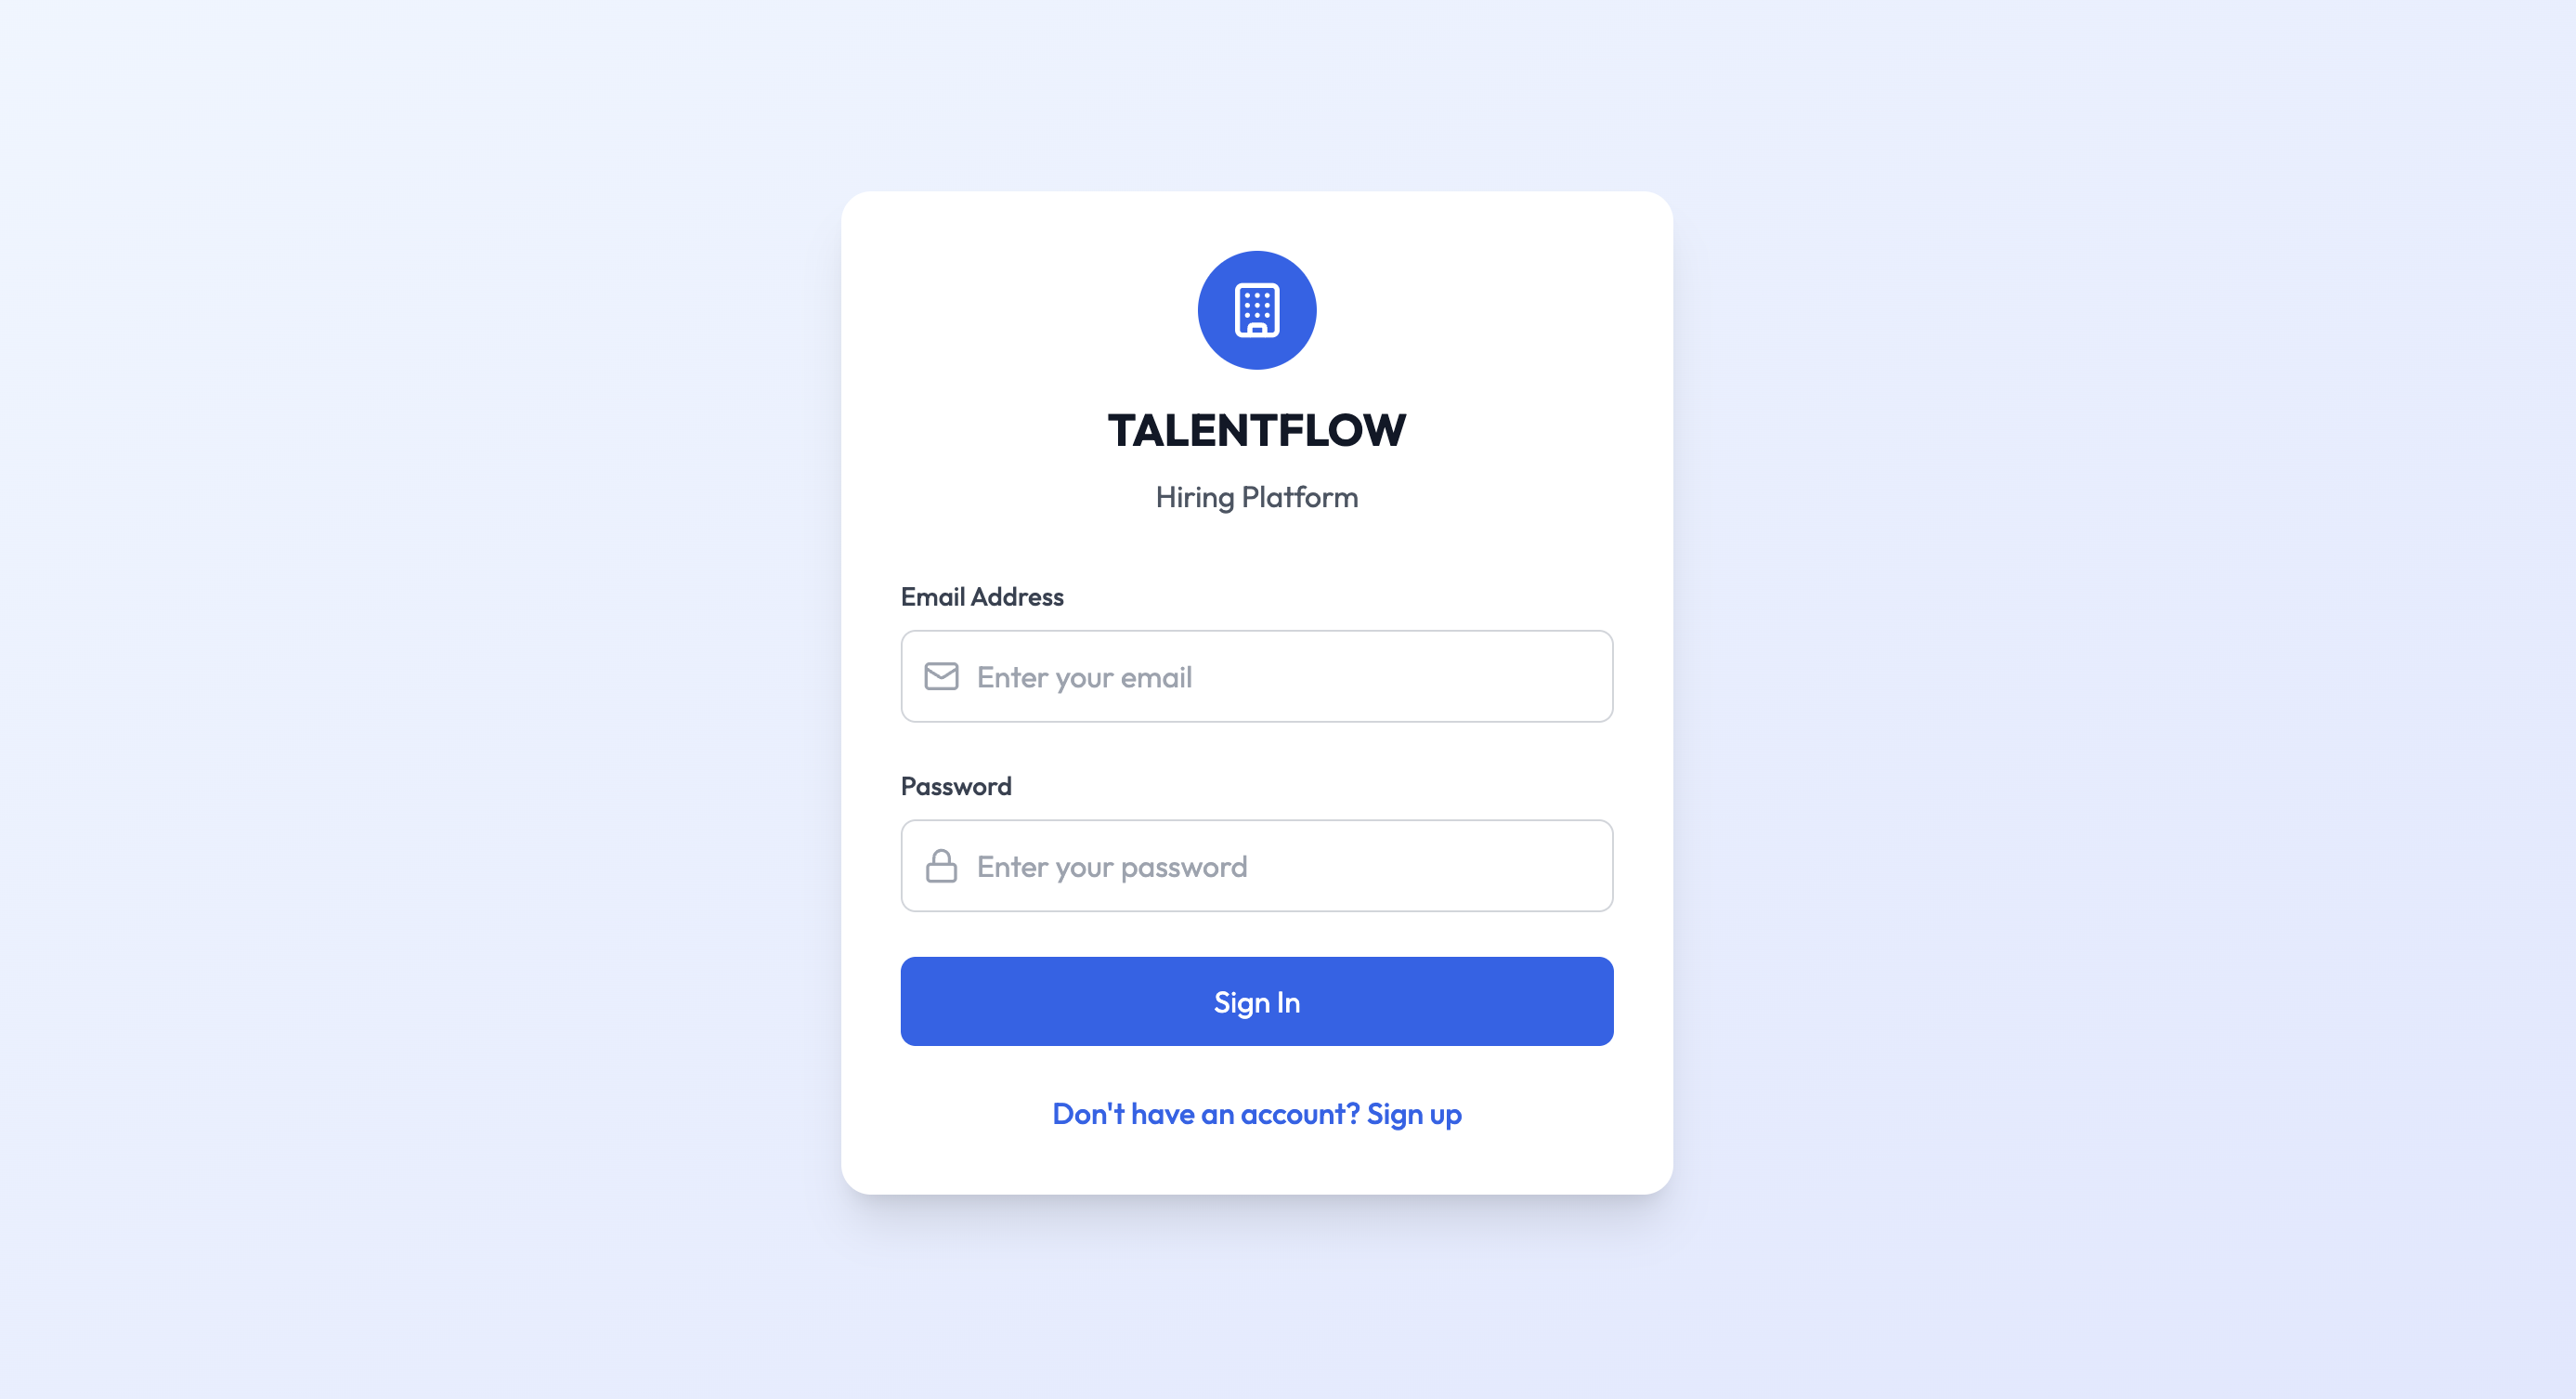 TALENTFLOW
Hiring Platform
Email Address
Enter your email
Password
Enter your password
Sign In
Don't have an account? Sign up